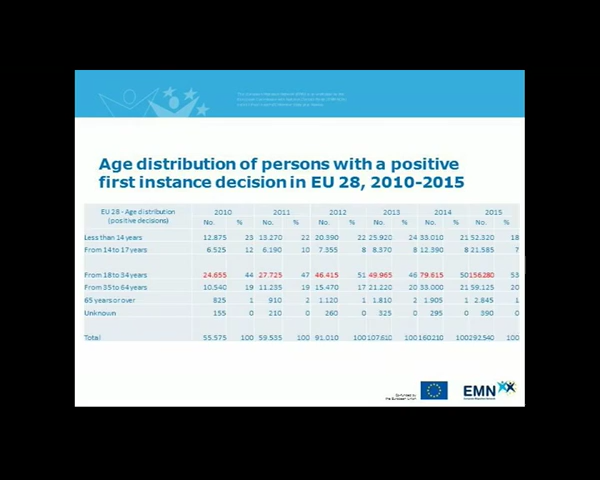 Age distribution of persons with a positive
first instance decision in EU 28, 2010-2015
EU 28 - Age distribution 2010 2011 2012 2013 2014 2015
(positive decisions) No. % No. % No. % No. % No. % No. %
Less than 14 years 12.875 23 13.270 22 20.390 22 25.920 24 33.010 21 52.320 18
From 14 to 17 years 6.525 12 6.190 10 7.355 8 8.370 8 12.390 8 21.585 7
From 18 to 34 years 24.655 44 27.725 47 46.415 51 49.965 46 79.615 50 156280 53
From 35 to 64 years 10.540 19 11.235 19 15.470 17 21.220 20 33.000 21 59.125 20
65 years or over 825 1 910 2 1.120 1 1.810 2 1.905 1 2.845 1
Unknown 155 0 210 0 260 0 325 0 295 0 390 0
Total 55.575 100 59.535 100 91.010 100 107.610 100 160210 100 292.540 100
Co-funded by
the European Union
EMN